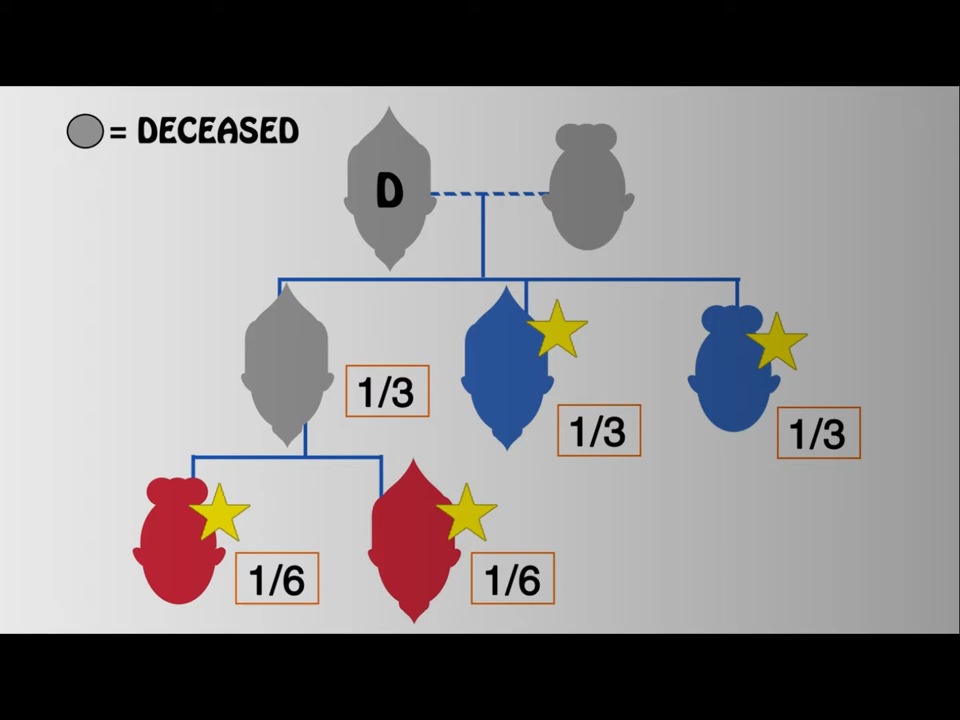 = DECEASED
D
1/3
1/3
1/3
1/6
1/6